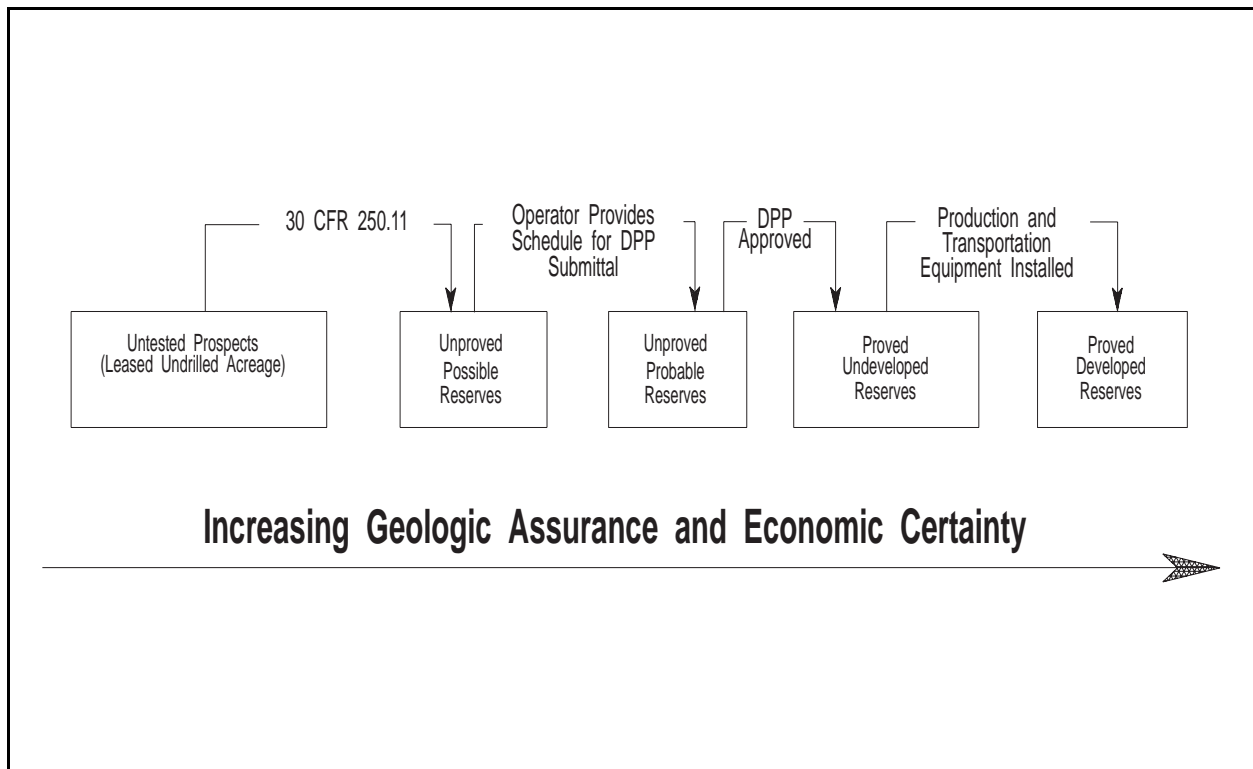 30 CFR 250.11
Operator Provides
Schedule for DPP
Submittal
DPP
Approved
Production and
Transportation
Equipment Installed
Untested Prospects
(Leased Undrilled Acreage)
Unproved
Possible
Reserves
Unproved
Probable
Reserves
Proved
Undeveloped
Reserves
Proved
Developed
Reserves
Increasing Geologic Assurance and Economic Certainty